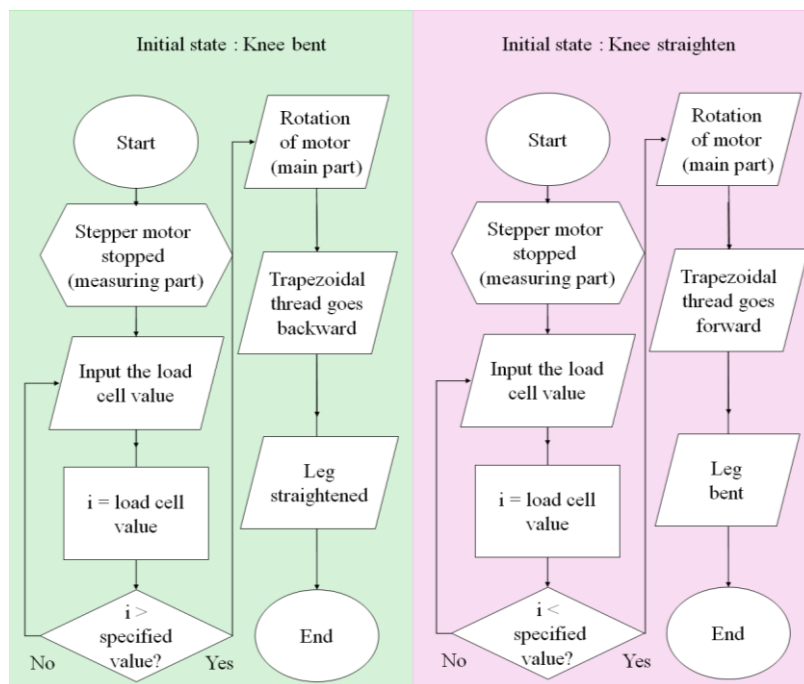 Initial state : Knee bent
Start
Stepper motor
stopped
(measuring part)
Input the load
cell value
i = load cell
value
i >
specified
value?
No
Yes
Rotation
of motor
(main part)
Trapezoidal
thread goes
backward
Leg
straightened
End
Initial state : Knee straighten
Start
Stepper motor
stopped
(measuring part)
Input the load
cell value
i = load cell
value
i <
specified
value?
No
Yes
Rotation
of motor
(main part)
Trapezoidal
thread goes
forward
Leg
bent
End